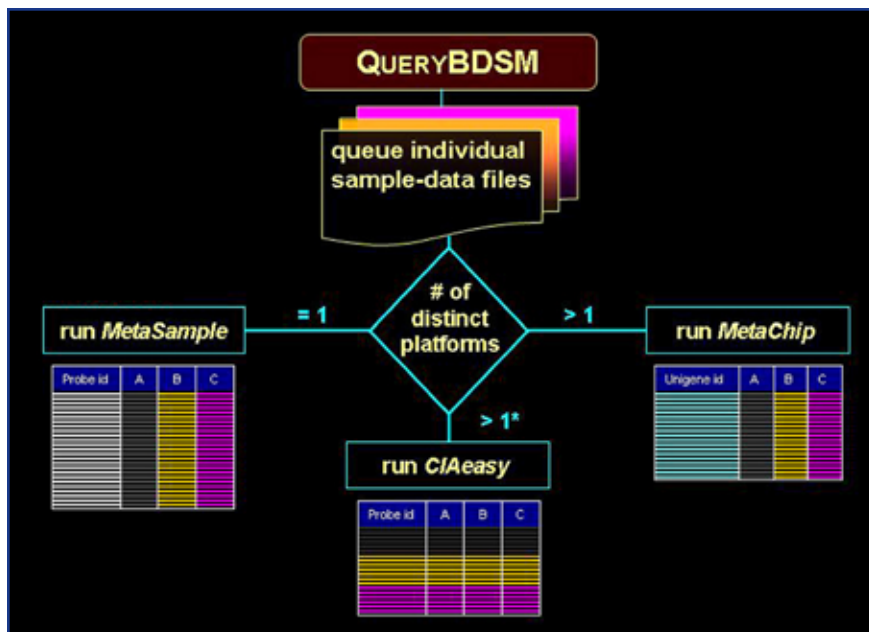 QUERYBDSM
queue individual
sample-data files
# of
distinct
platforms
= 1
> 1
run MetaSample
run MetaChip
Probe id A B C
Unigene id A B C
> 1*
run CIAeasy
Probe id A B C